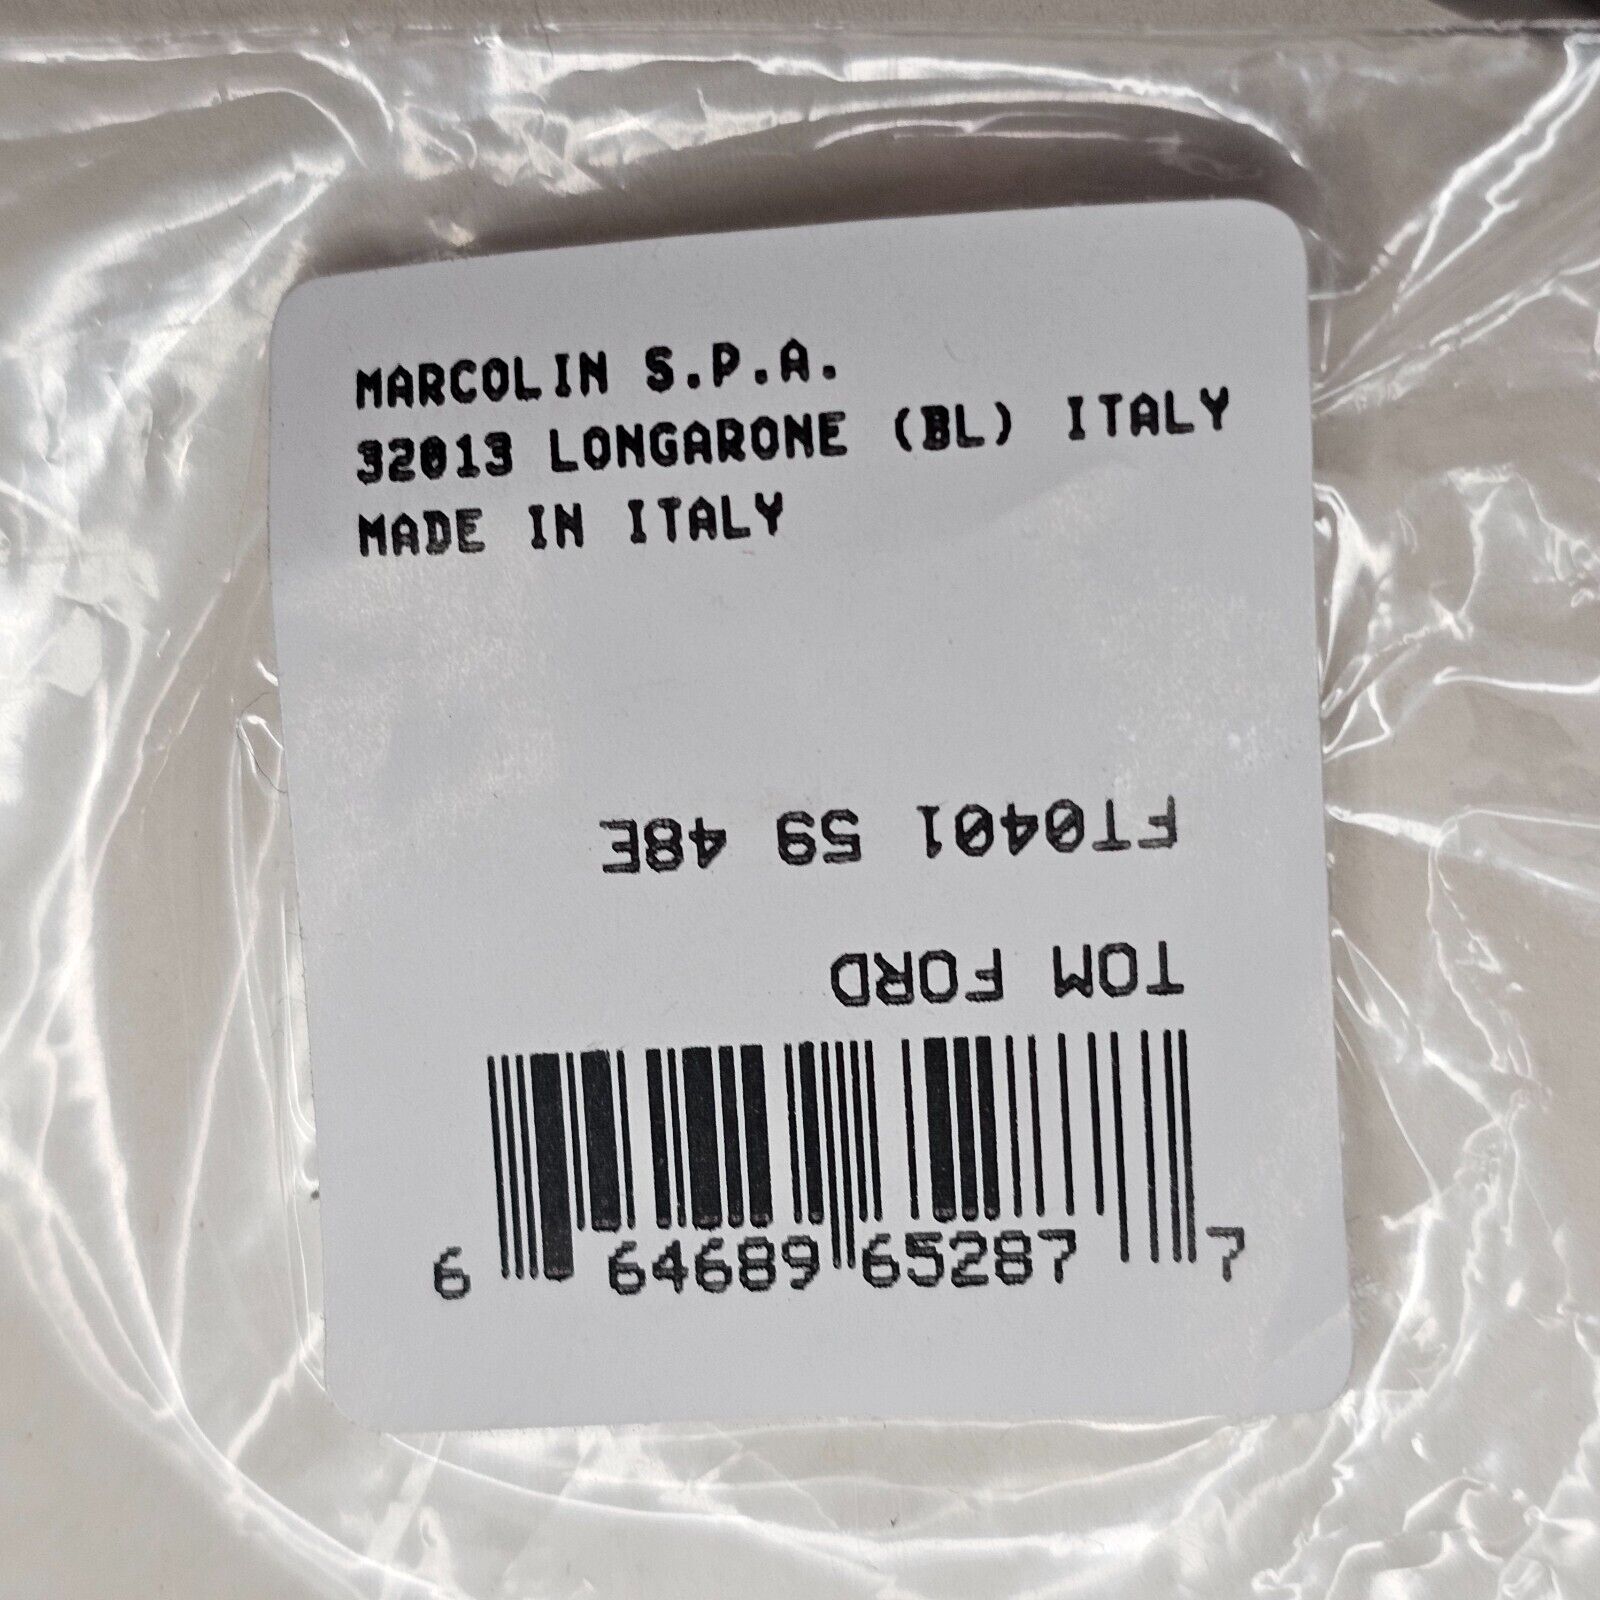 MARCOLIN S.P.A.
32013 LONGARONE (BL) ITALY
MADE IN ITALY
FT0401 59 48E
TOM FORD
6 64689 65287 7